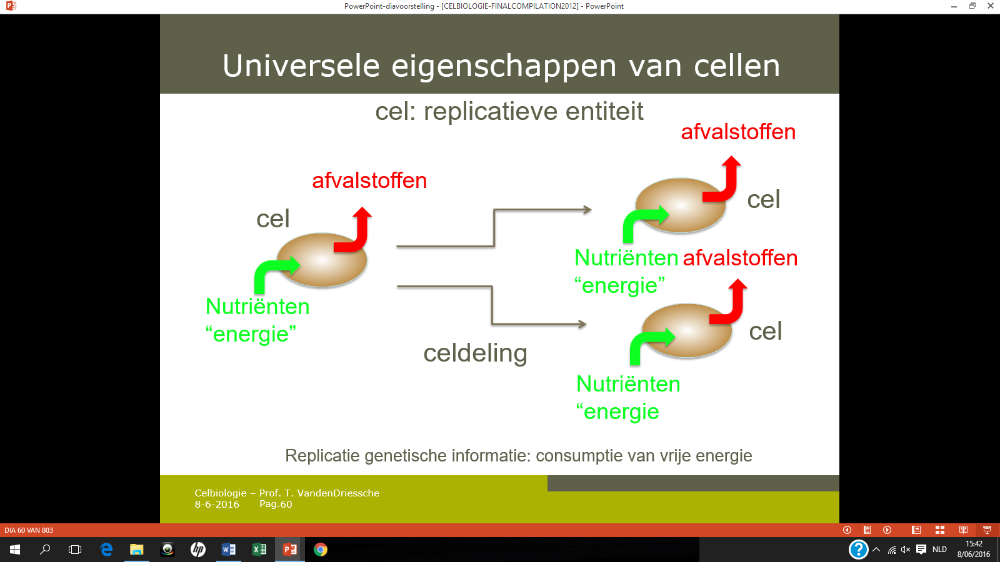 PowerPoint-diavoorstelling - [CELBIOLOGIE-FINALCOMPILATION2012] - PowerPoint
Universele eigenschappen van cellen
cel: replicatieve entiteit
afvalstoffen
cel
Nutriënten
“energie”
celdeling
afvalstoffen
cel
Nutriënten
“energie”
afvalstoffen
cel
Nutriënten
“energie
Replicatie genetische informatie: consumptie van vrije energie
Celbiologie – Prof. T. VandenDriessche
8-6-2016 Pag.60
DIA 60 VAN 803
NLD
15:42
8/06/2016